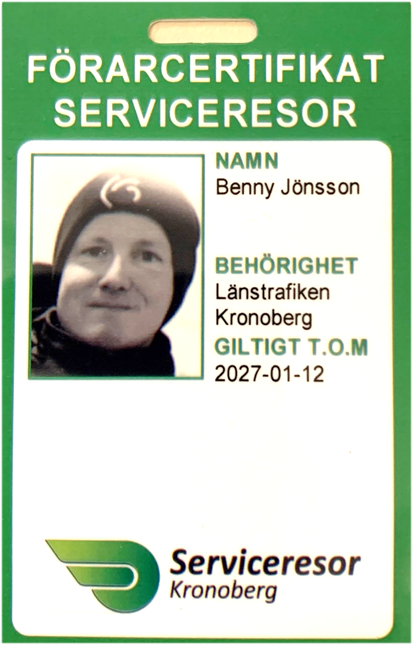 FÖRARCERTIFIKAT
SERVICERESOR
NAMN
Benny Jönsson
BEHÖRIGHET
Länstrafiken
Kronoberg
GILTIGT T.O.M
2027-01-12
Serviceresor
Kronoberg